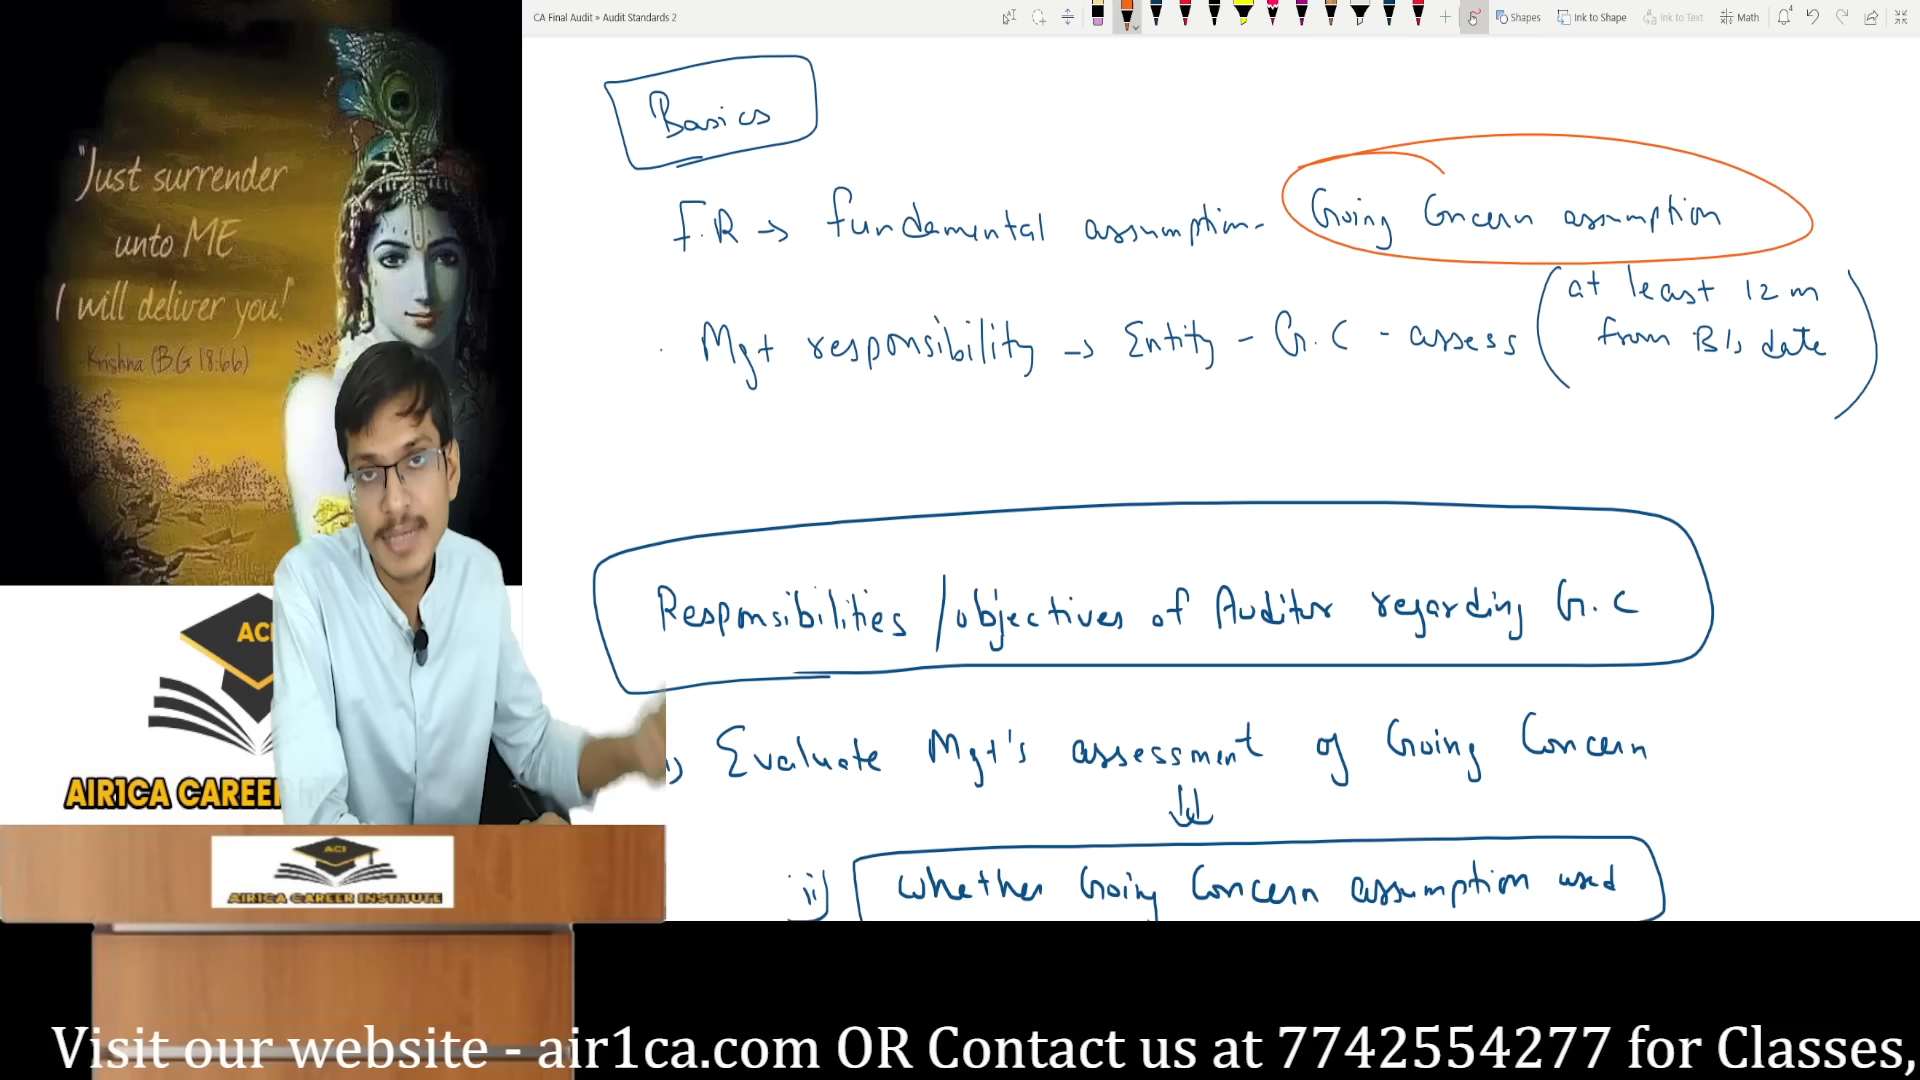 CA Final Audit » Audit Standards 2
Shapes
Ink to Shape
Ink to Text
Math
"Just surrender
unto ME
I will deliver you!"
- Krishna (B.G 18:66)
Basics
F.R → fundamental assumption - Going Concern assumption
Mgt responsibility → Entity - G.C - assess (at least 12 m
from B/s date)
Responsibilities / objectives of Auditor regarding G.C
i) Evaluate Mgt's assessment of Going Concern
ii) Whether Going Concern assumption used
ACI
AIR1CA CAREER
ACI
AIR1CA CAREER INSTITUTE
Visit our website - air1ca.com OR Contact us at 7742554277 for Classes,